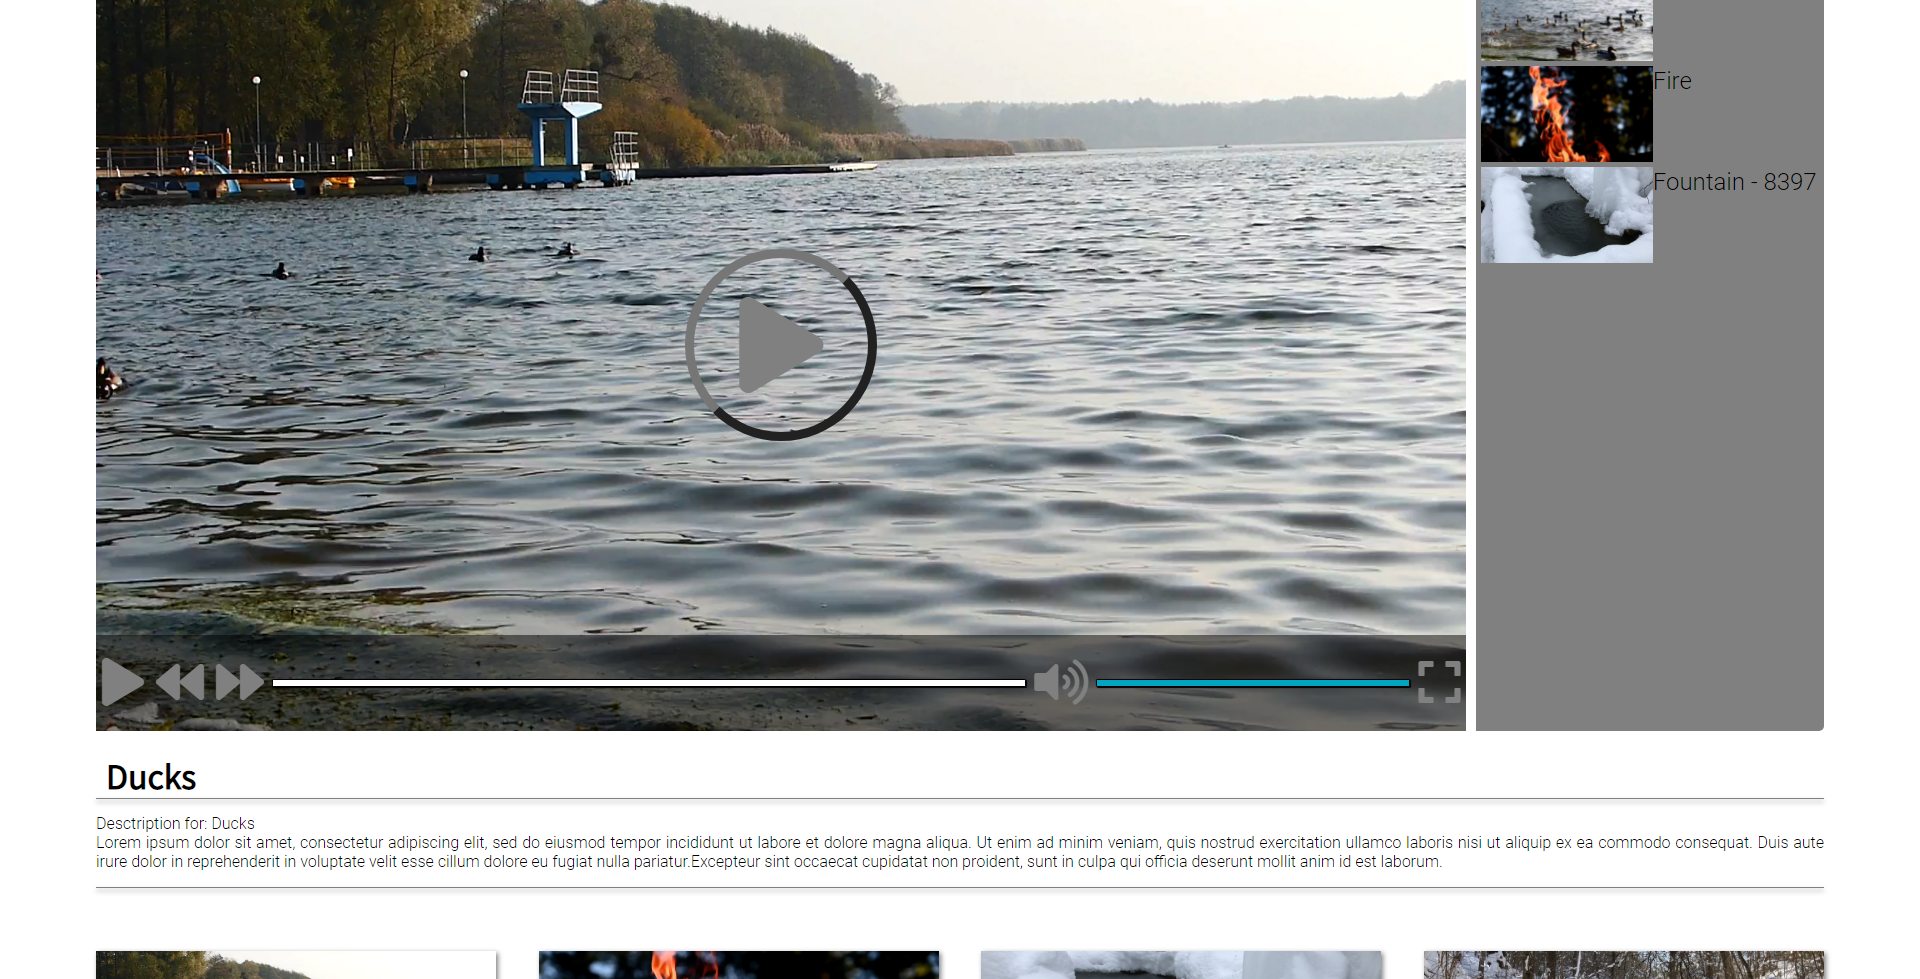 Fire
Fountain - 8397
Ducks
Desctription for: Ducks
Lorem ipsum dolor sit amet, consectetur adipiscing elit, sed do eiusmod tempor incididunt ut labore et dolore magna aliqua. Ut enim ad minim veniam, quis nostrud exercitation ullamco laboris nisi ut aliquip ex ea commodo consequat. Duis aute
irure dolor in reprehenderit in voluptate velit esse cillum dolore eu fugiat nulla pariatur.Excepteur sint occaecat cupidatat non proident, sunt in culpa qui officia deserunt mollit anim id est laborum.